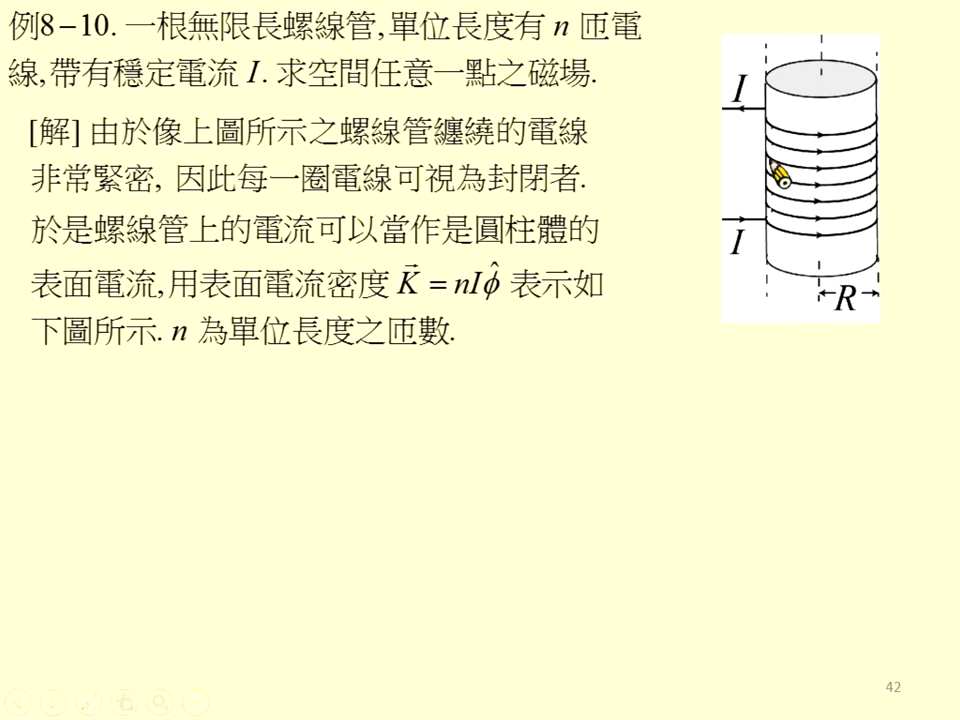 例8−10. 一根無限長螺線管,單位長度有 n 匝電
線,帶有穩定電流 I. 求空間任意一點之磁場.
[解] 由於像上圖所示之螺線管纏繞的電線
非常緊密, 因此每一圈電線可視為封閉者.
於是螺線管上的電流可以當作是圓柱體的
表面電流,用表面電流密度 K⃗ = nIϕ̂ 表示如
下圖所示. n 為單位長度之匝數.
I
I
R
42